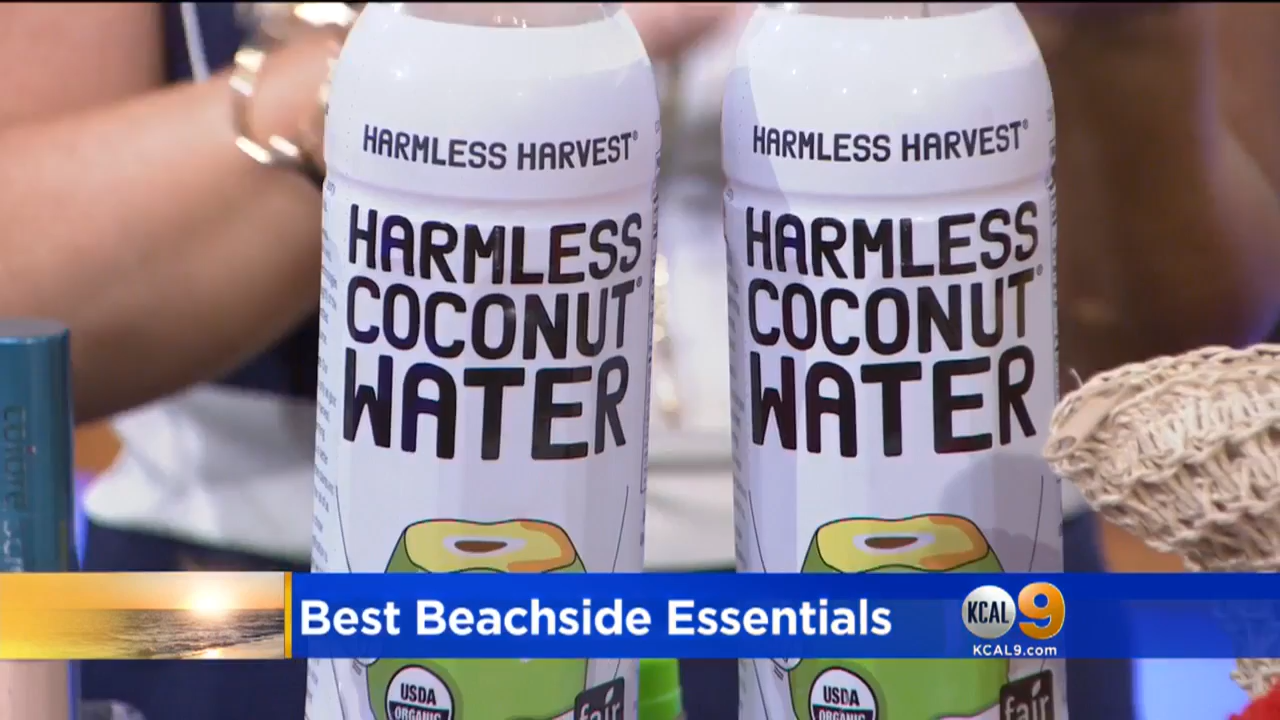 HARMLESS HARVEST®
HARMLESS
COCONUT®
WATER
USDA
ORGANIC
fair
HARMLESS HARVEST®
HARMLESS
COCONUT®
WATER
USDA
ORGANIC
fair
Best Beachside Essentials
KCAL 9
KCAL9.com